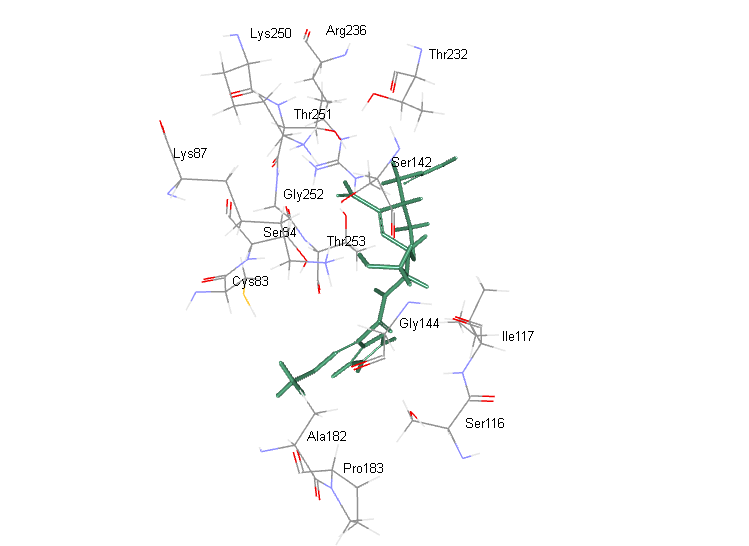 Lys250
Arg236
Thr232
Thr251
Lys87
Ser142
Gly252
Ser84
Thr253
Cys83
Gly144
Ile117
Ser116
Ala182
Pro183